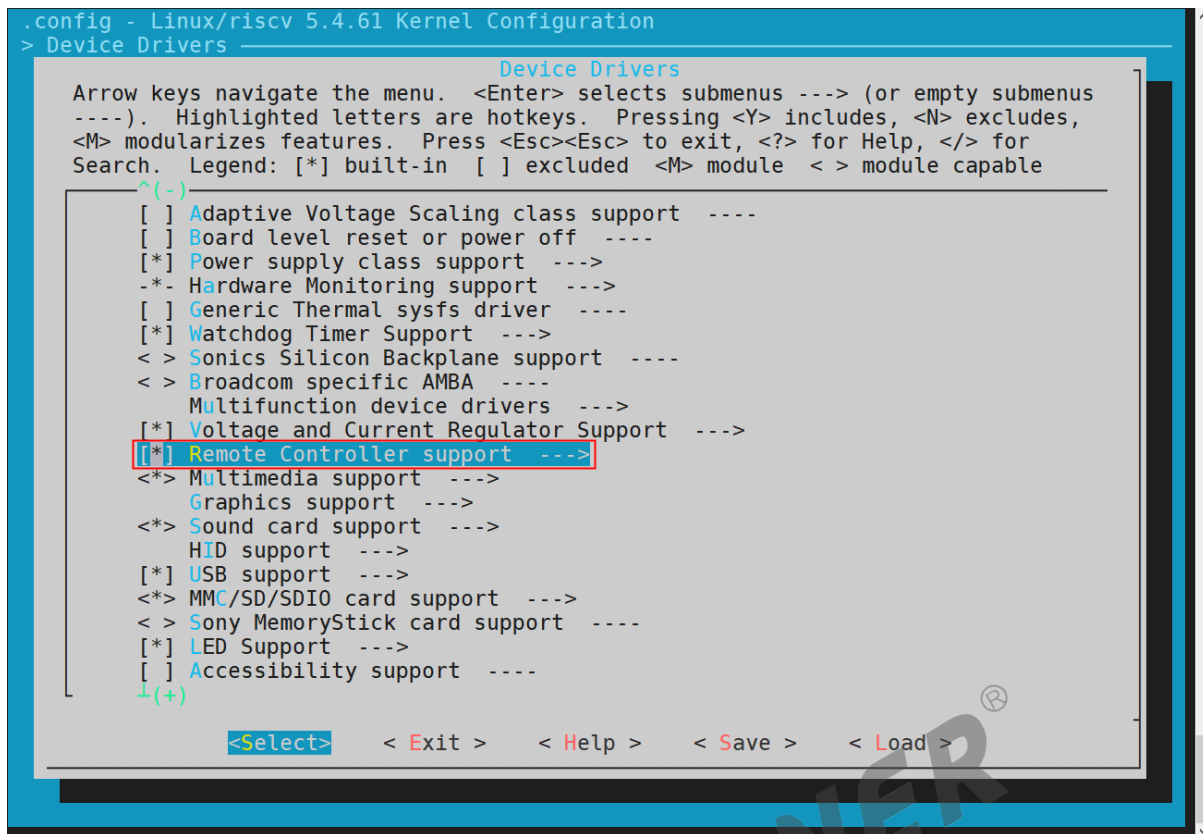 .config - Linux/riscv 5.4.61 Kernel Configuration
> Device Drivers
Device Drivers
Arrow keys navigate the menu.  <Enter> selects submenus ---> (or empty submenus
----).  Highlighted letters are hotkeys.  Pressing <Y> includes, <N> excludes,
<M> modularizes features.  Press <Esc><Esc> to exit, <?> for Help, </> for
Search.  Legend: [*] built-in  [ ] excluded  <M> module  < > module capable
^(-)
[ ] Adaptive Voltage Scaling class support  ----
[ ] Board level reset or power off  ----
[*] Power supply class support  --->
-*- Hardware Monitoring support  --->
[ ] Generic Thermal sysfs driver  ----
[*] Watchdog Timer Support  --->
< > Sonics Silicon Backplane support  ----
< > Broadcom specific AMBA  ----
Multifunction device drivers  --->
[*] Voltage and Current Regulator Support  --->
[*] Remote Controller support  --->
<*> Multimedia support  --->
Graphics support  --->
<*> Sound card support  --->
HID support  --->
[*] USB support  --->
<*> MMC/SD/SDIO card support  --->
< > Sony MemoryStick card support  ----
[*] LED Support  --->
[ ] Accessibility support  ----
┴(+)
<Select>    < Exit >    < Help >    < Save >    < Load >